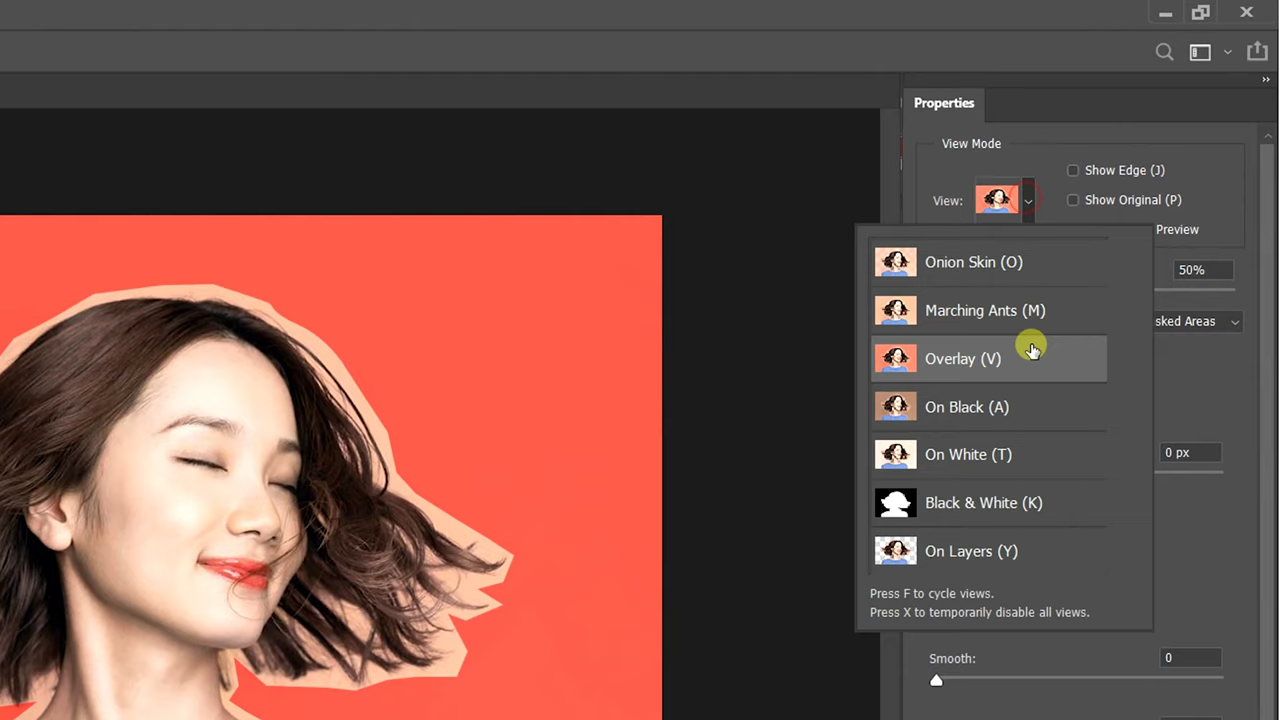 Properties
View Mode
Show Edge (J)
View:
Show Original (P)
Preview
Onion Skin (O)
50%
Marching Ants (M)
sked Areas
Overlay (V)
On Black (A)
On White (T)
0 px
Black & White (K)
On Layers (Y)
Press F to cycle views.
Press X to temporarily disable all views.
Smooth:
0